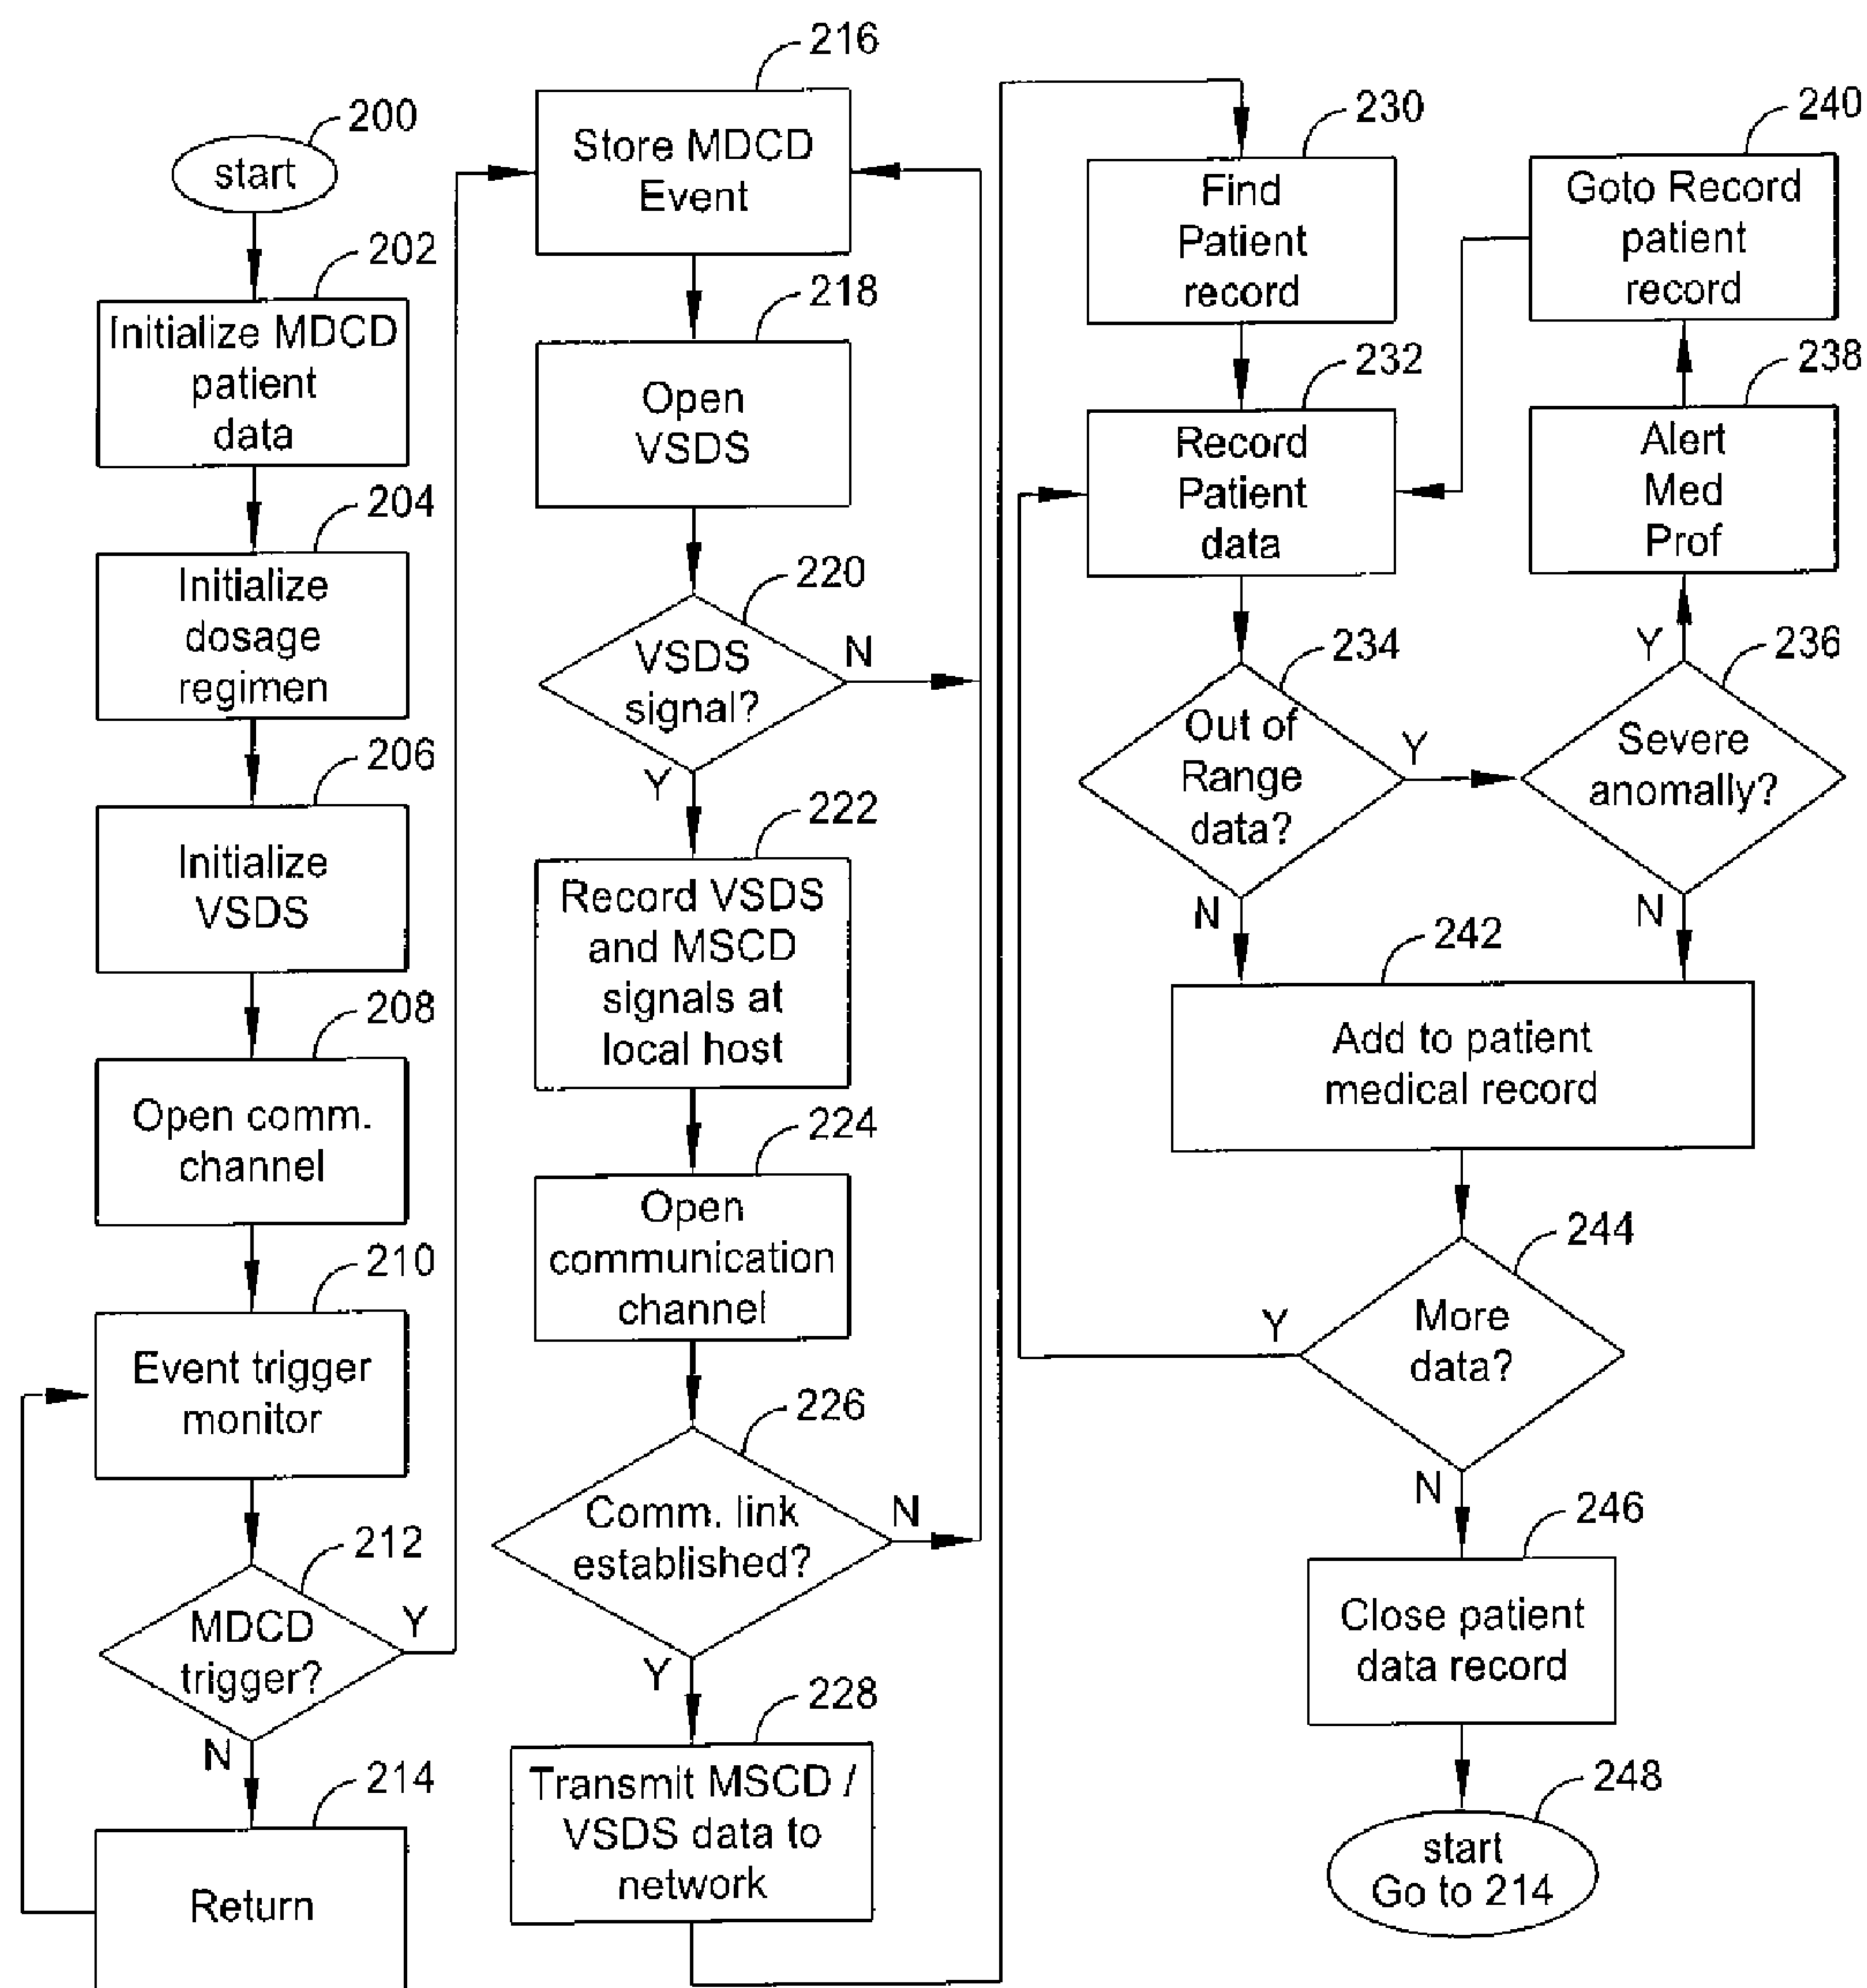 200
start
202
Initialize MDCD
patient
data
204
Initialize
dosage
regimen
206
Initialize
VSDS
208
Open comm.
channel
210
Event trigger
monitor
212
MDCD
trigger?
Y
N
214
Return
216
Store MDCD
Event
218
Open
VSDS
220
VSDS
signal?
N
Y
222
Record VSDS
and MSCD
signals at
local host
224
Open
communication
channel
226
Comm. link
established?
N
Y
228
Transmit MSCD /
VSDS data to
network
230
Find
Patient
record
232
Record
Patient
data
234
Out of
Range
data?
Y
N
236
Severe
anomally?
Y
N
238
Alert
Med
Prof
240
Goto Record
patient
record
242
Add to patient
medical record
244
More
data?
Y
N
246
Close patient
data record
248
start
Go to 214